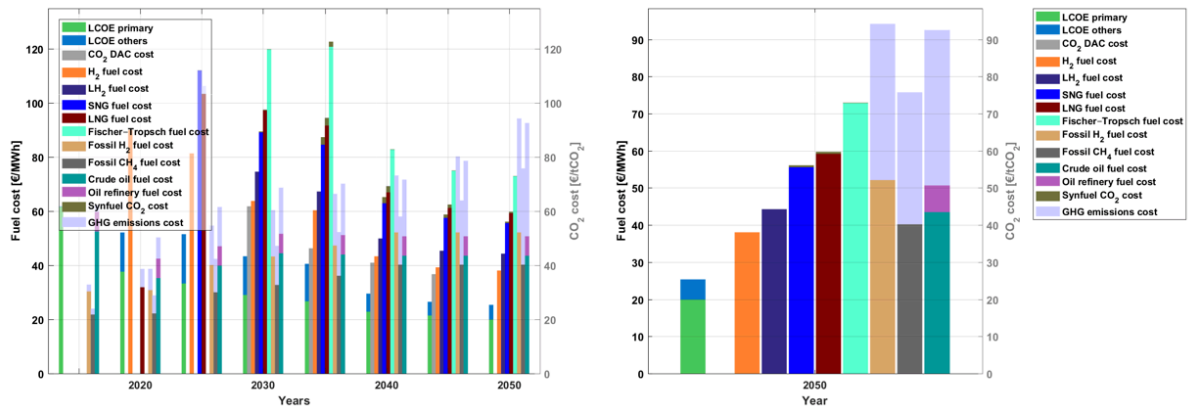 LCOE primary
LCOE others
CO2 DAC cost
H2 fuel cost
LH2 fuel cost
SNG fuel cost
LNG fuel cost
Fischer-Tropsch fuel cost
Fossil H2 fuel cost
Fossil CH4 fuel cost
Crude oil fuel cost
Oil refinery fuel cost
Synfuel CO2 cost
GHG emissions cost
Fuel cost [€/MWh]
120
100
80
60
40
20
0
2020
2030
2040
2050
Years
120
100
80
60
40
20
0
CO2 cost [€/tCO2]
Fuel cost [€/MWh]
90
80
70
60
50
40
30
20
10
0
2050
Year
90
80
70
60
50
40
30
20
10
0
CO2 cost [€/tCO2]
LCOE primary
LCOE others
CO2 DAC cost
H2 fuel cost
LH2 fuel cost
SNG fuel cost
LNG fuel cost
Fischer-Tropsch fuel cost
Fossil H2 fuel cost
Fossil CH4 fuel cost
Crude oil fuel cost
Oil refinery fuel cost
Synfuel CO2 cost
GHG emissions cost